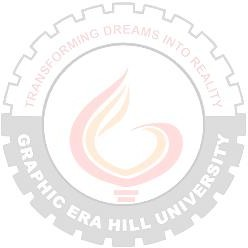 TRANSFORMING DREAMS INTO REALITY
GRAPHIC ERA HILL UNIVERSITY